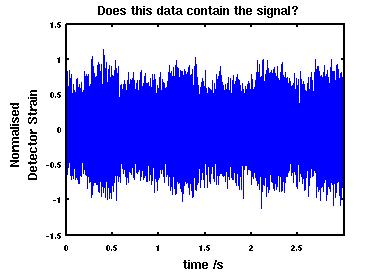 Does this data contain the signal?
1.5
1
0.5
0
-0.5
-1
-1.5
Normalised
Detector Strain
0 0.5 1 1.5 2 2.5
time /s